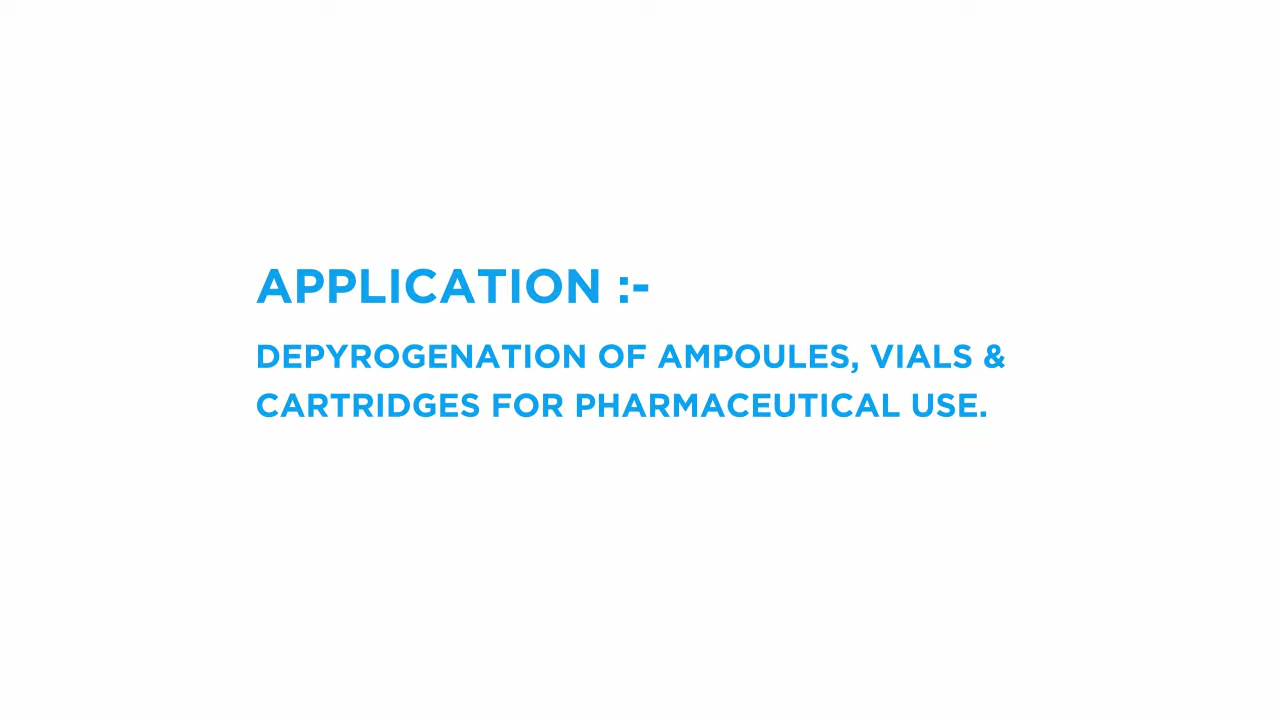 APPLICATION :-
DEPYROGENATION OF AMPOULES, VIALS &
CARTRIDGES FOR PHARMACEUTICAL USE.